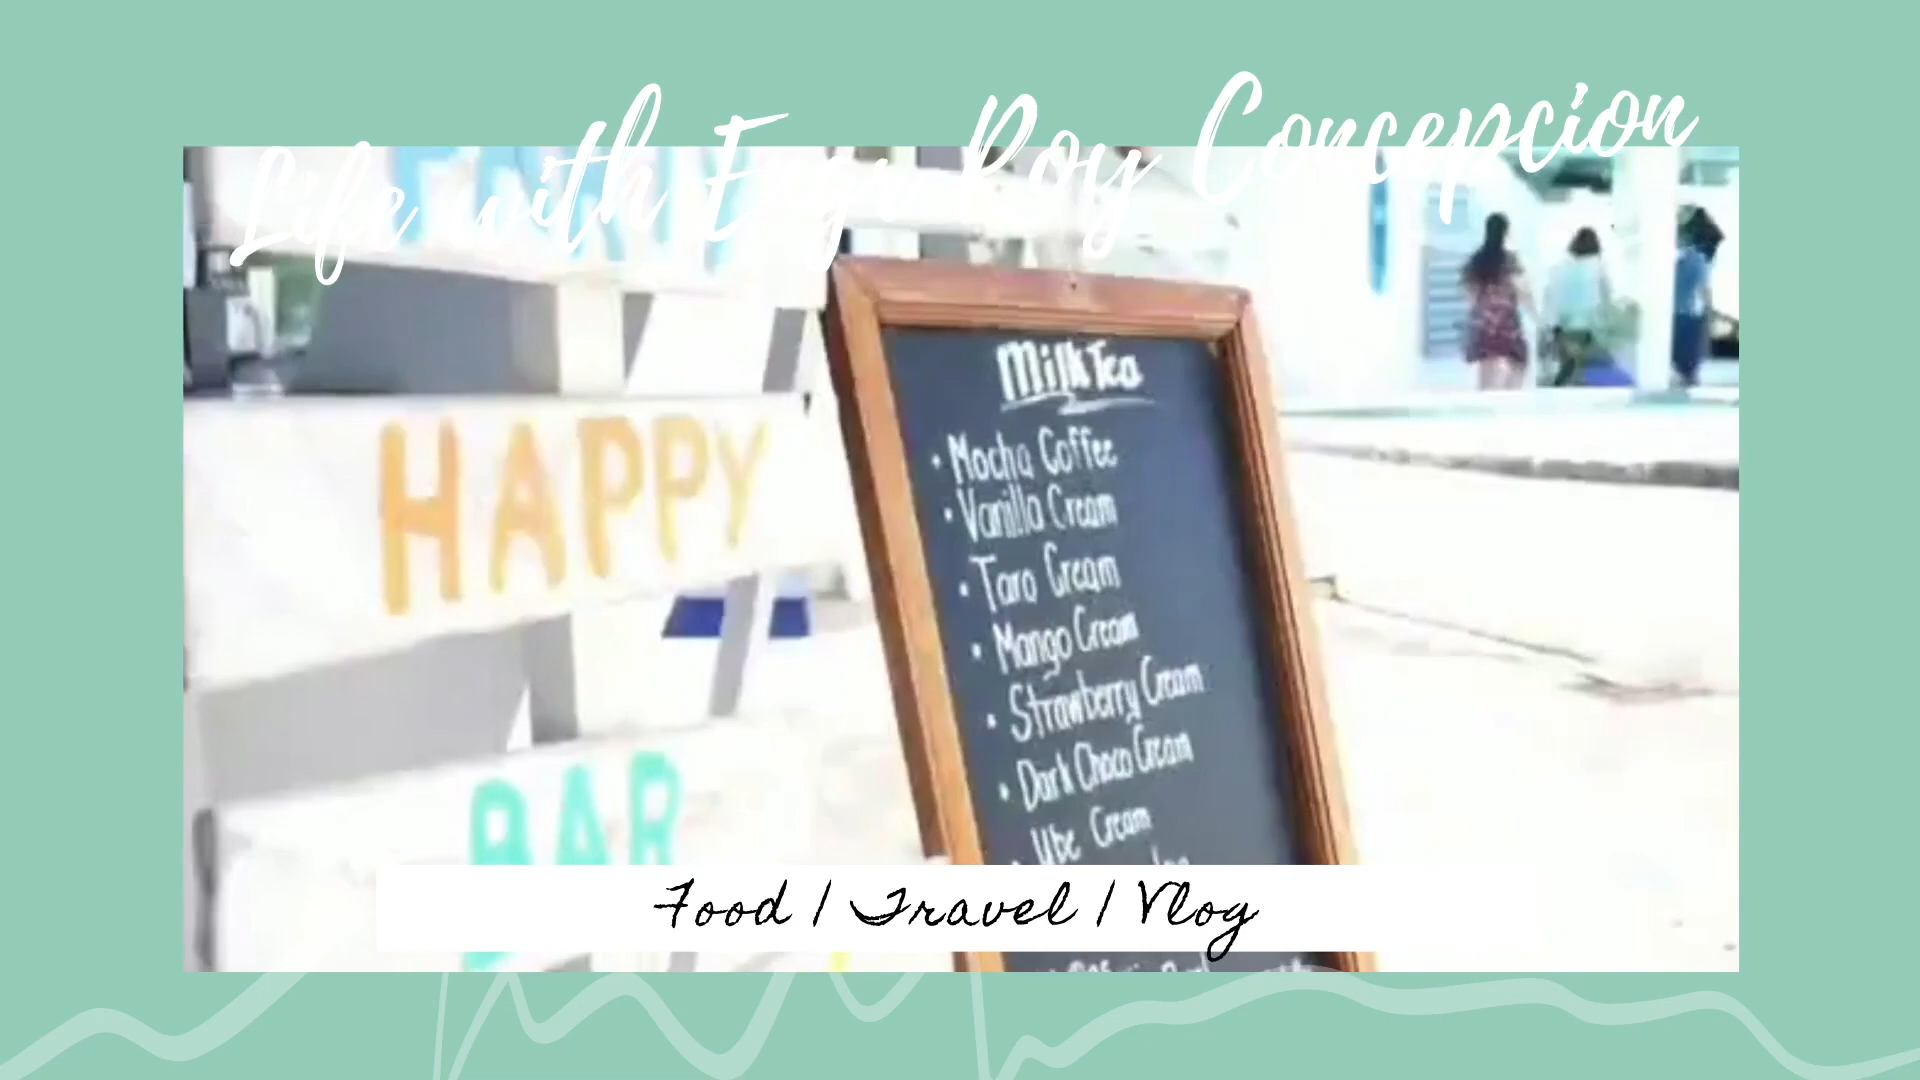 Life with Engr Roy Concepcion
HAPPY
BAR
Milk Tea
• Mocha Coffee
• Vanilla Cream
• Taro Cream
• Mango Cream
• Strawberry Cream
• Dark Choco Cream
• Ube Cream
Food | Travel | Vlog